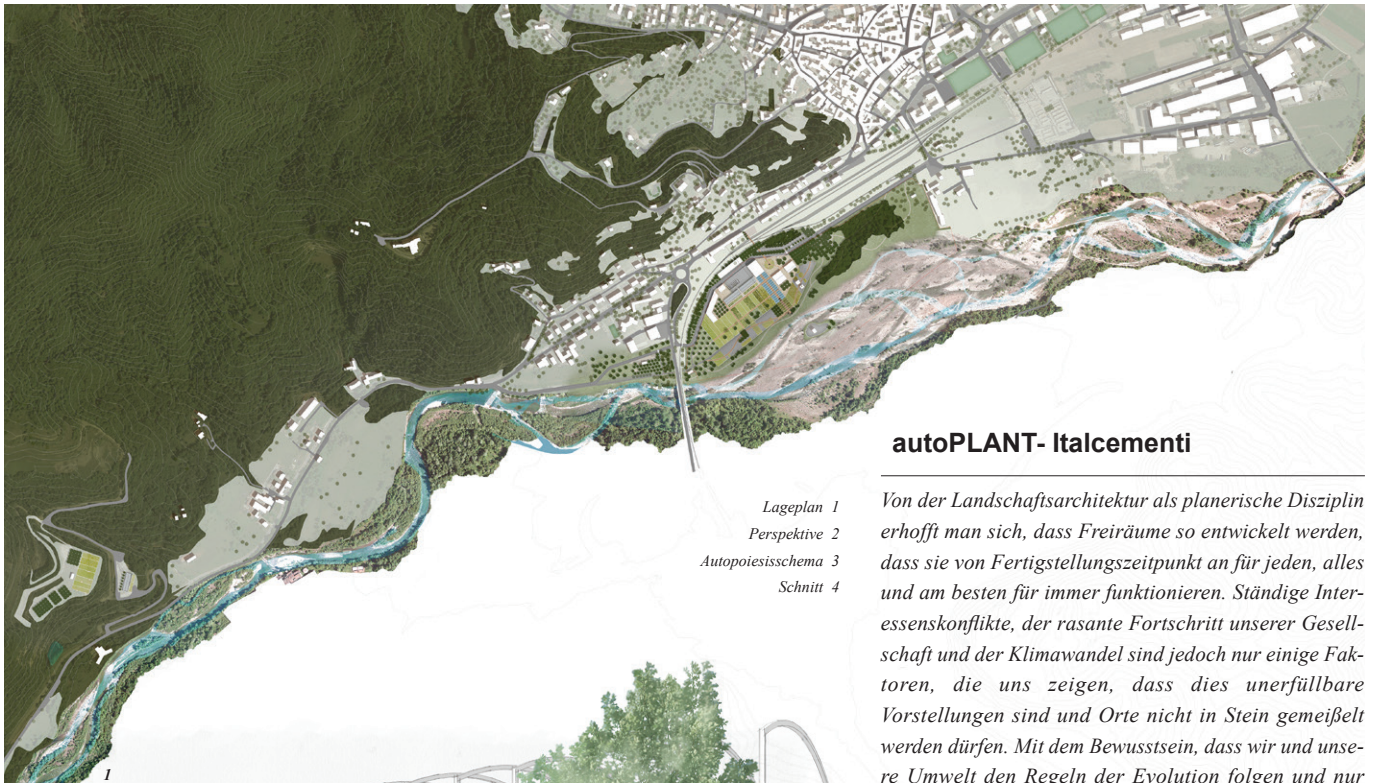 autoPLANT- Italcementi
Lageplan 1
Perspektive 2
Autopoiesisschema 3
Schnitt 4
Von der Landschaftsarchitektur als planerische Disziplin
erhofft man sich, dass Freiräume so entwickelt werden,
dass sie von Fertigstellungszeitpunkt an für jeden, alles
und am besten für immer funktionieren. Ständige Inter-
essenskonflikte, der rasante Fortschritt unserer Gesell-
schaft und der Klimawandel sind jedoch nur einige Fak-
toren, die uns zeigen, dass dies unerfüllbare
Vorstellungen sind und Orte nicht in Stein gemeißelt
werden dürfen. Mit dem Bewusstsein, dass wir und unse-
re Umwelt den Regeln der Evolution folgen und nur
1